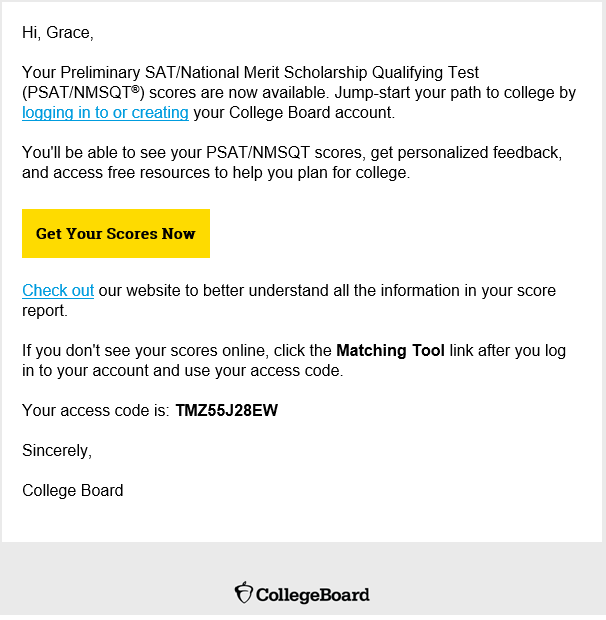 Hi, Grace,
Your Preliminary SAT/National Merit Scholarship Qualifying Test
(PSAT/NMSQT®) scores are now available. Jump-start your path to college by
logging in to or creating your College Board account.
You'll be able to see your PSAT/NMSQT scores, get personalized feedback,
and access free resources to help you plan for college.
Get Your Scores Now
Check out our website to better understand all the information in your score
report.
If you don't see your scores online, click the Matching Tool link after you log
in to your account and use your access code.
Your access code is: TMZ55J28EW
Sincerely,
College Board
CollegeBoard